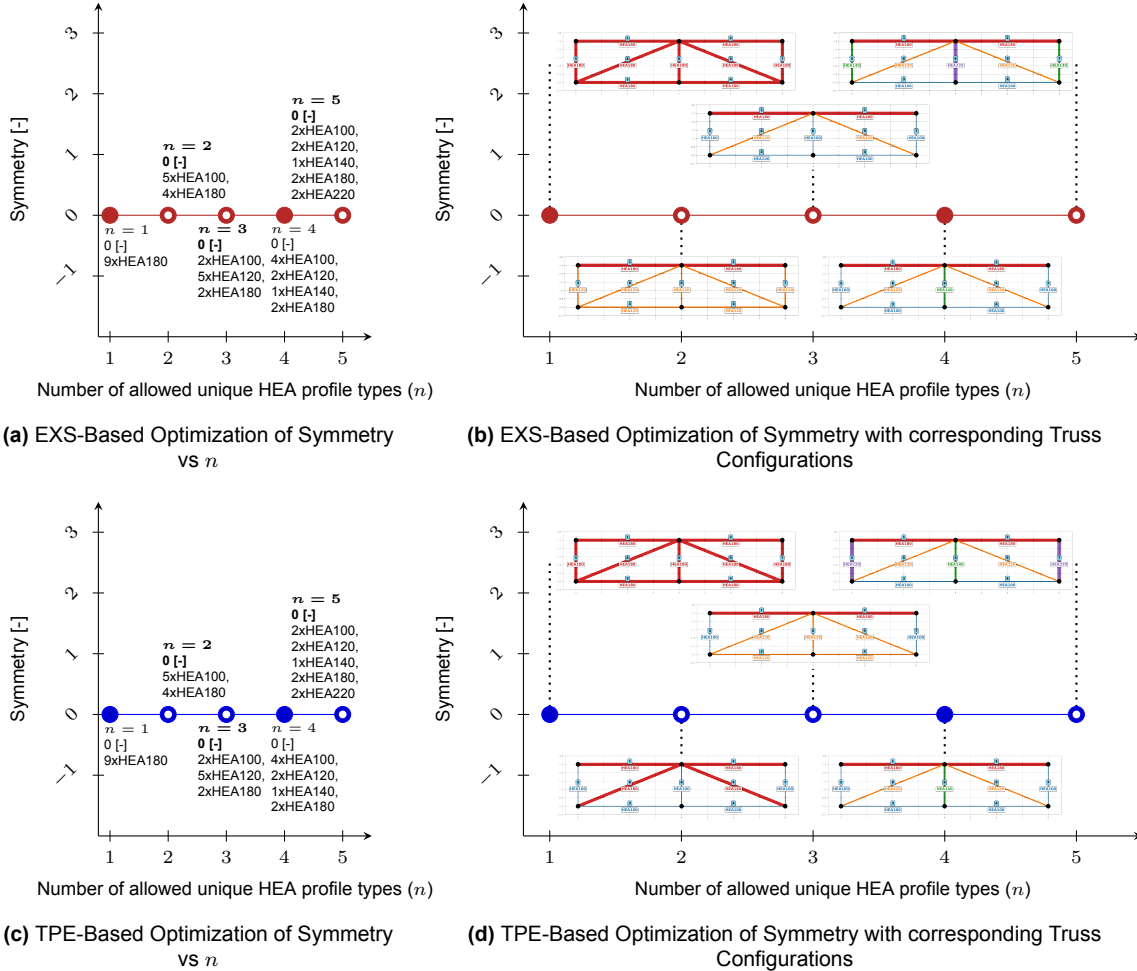 3
2
1
0
−1
Symmetry [-]
n = 5
0 [-]
2xHEA100,
2xHEA120,
1xHEA140,
2xHEA180,
2xHEA220
n = 2
0 [-]
5xHEA100,
4xHEA180
n = 1
0 [-]
9xHEA180
n = 3
0 [-]
2xHEA100,
5xHEA120,
2xHEA180
n = 4
0 [-]
4xHEA100,
2xHEA120,
1xHEA140,
2xHEA180
1 2 3 4 5
Number of allowed unique HEA profile types (n)
(a) EXS-Based Optimization of Symmetry
vs n
3
2
1
0
−1
Symmetry [-]
1 2 3 4 5
Number of allowed unique HEA profile types (n)
(b) EXS-Based Optimization of Symmetry with corresponding Truss
Configurations
3
2
1
0
−1
Symmetry [-]
n = 5
0 [-]
2xHEA100,
2xHEA120,
1xHEA140,
2xHEA180,
2xHEA220
n = 2
0 [-]
5xHEA100,
4xHEA180
n = 1
0 [-]
9xHEA180
n = 3
0 [-]
2xHEA100,
5xHEA120,
2xHEA180
n = 4
0 [-]
4xHEA100,
2xHEA120,
1xHEA140,
2xHEA180
1 2 3 4 5
Number of allowed unique HEA profile types (n)
(c) TPE-Based Optimization of Symmetry
vs n
3
2
1
0
−1
Symmetry [-]
1 2 3 4 5
Number of allowed unique HEA profile types (n)
(d) TPE-Based Optimization of Symmetry with corresponding Truss
Configurations